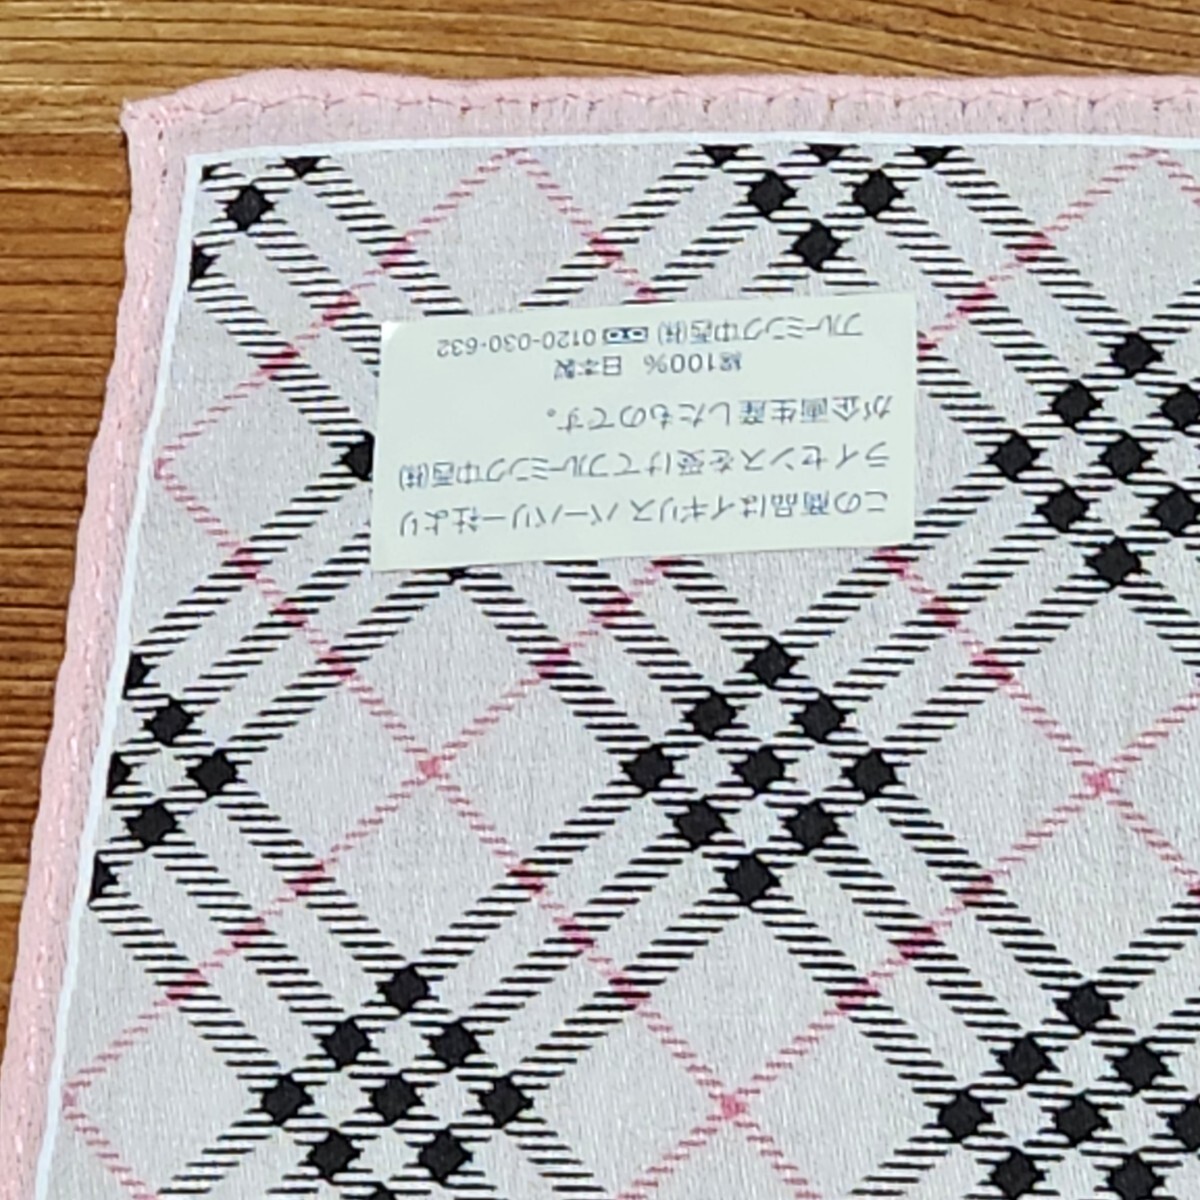 この商品はイギリス バーバリー社より
ライセンスを受けてブルーミング中西㈱
が企画生産したものです。
綿100% 日本製
ブルーミング中西㈱ 0120-030-632